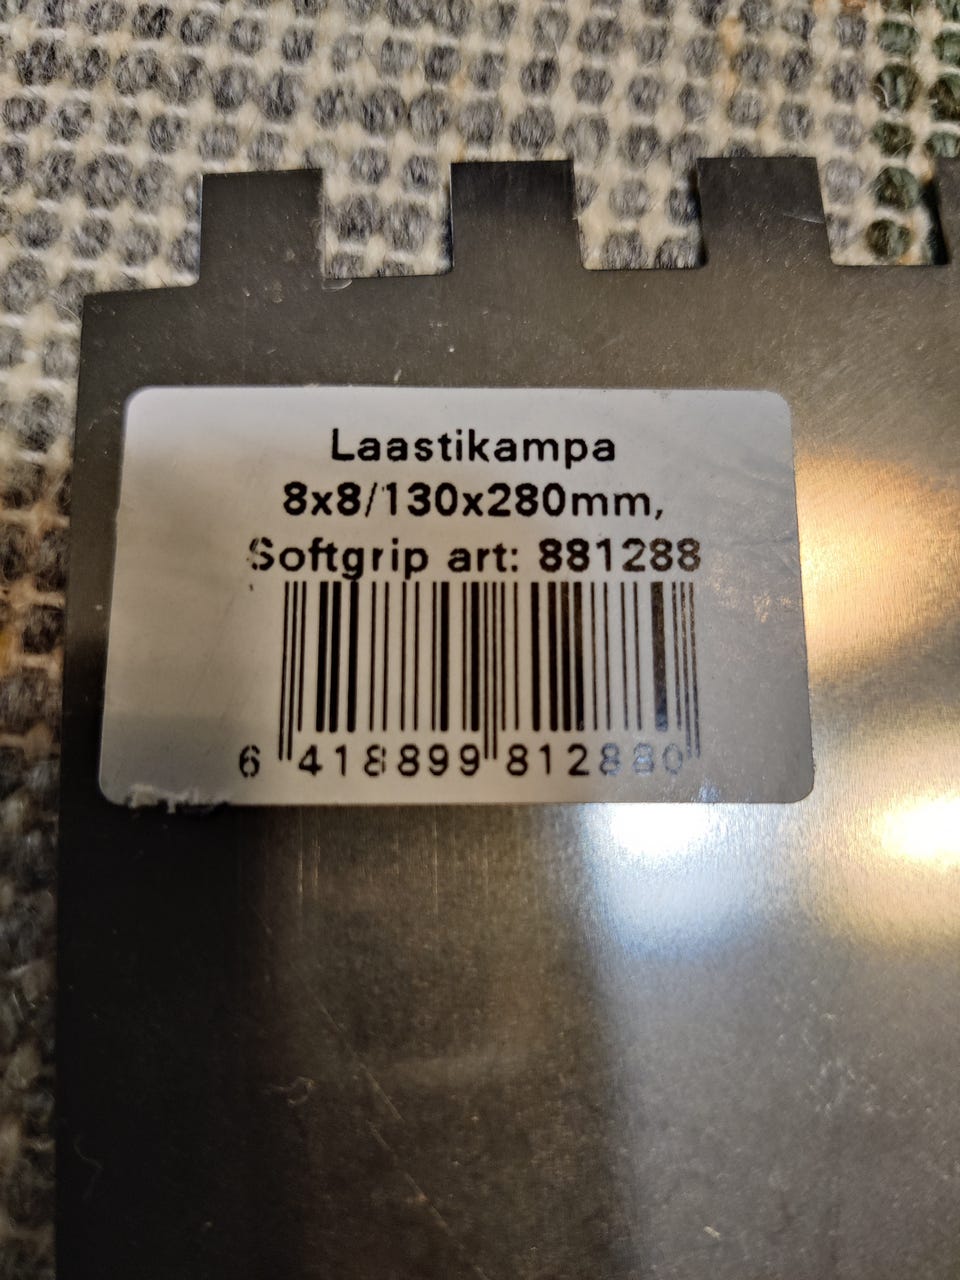 Laastikampa
8x8/130x280mm,
Softgrip art: 881288
6 418899 812880